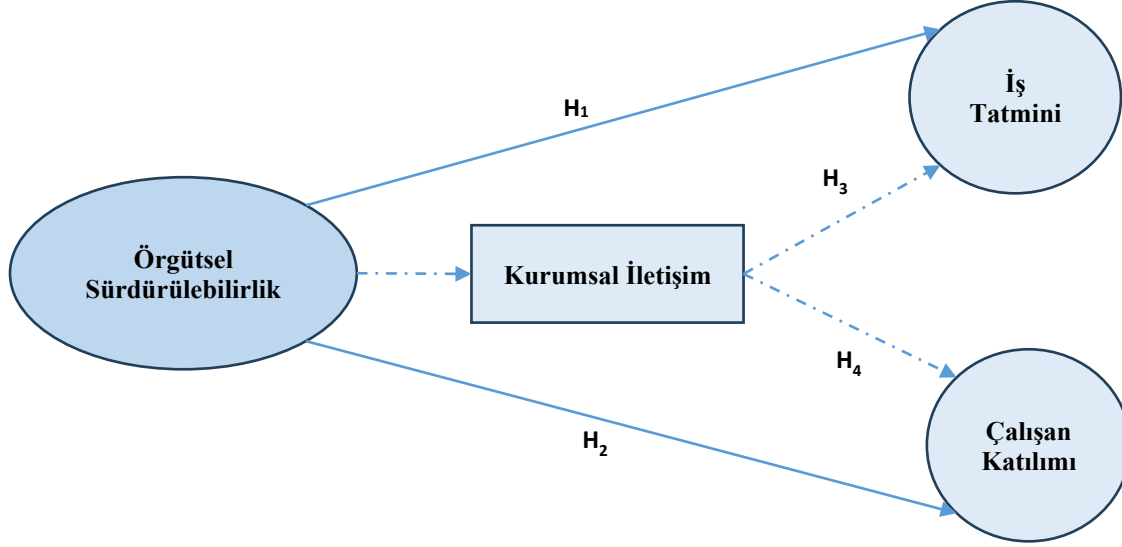 İş
Tatmini
H1
H3
Örgütsel
Sürdürülebilirlik
Kurumsal İletişim
H4
H2
Çalışan
Katılımı